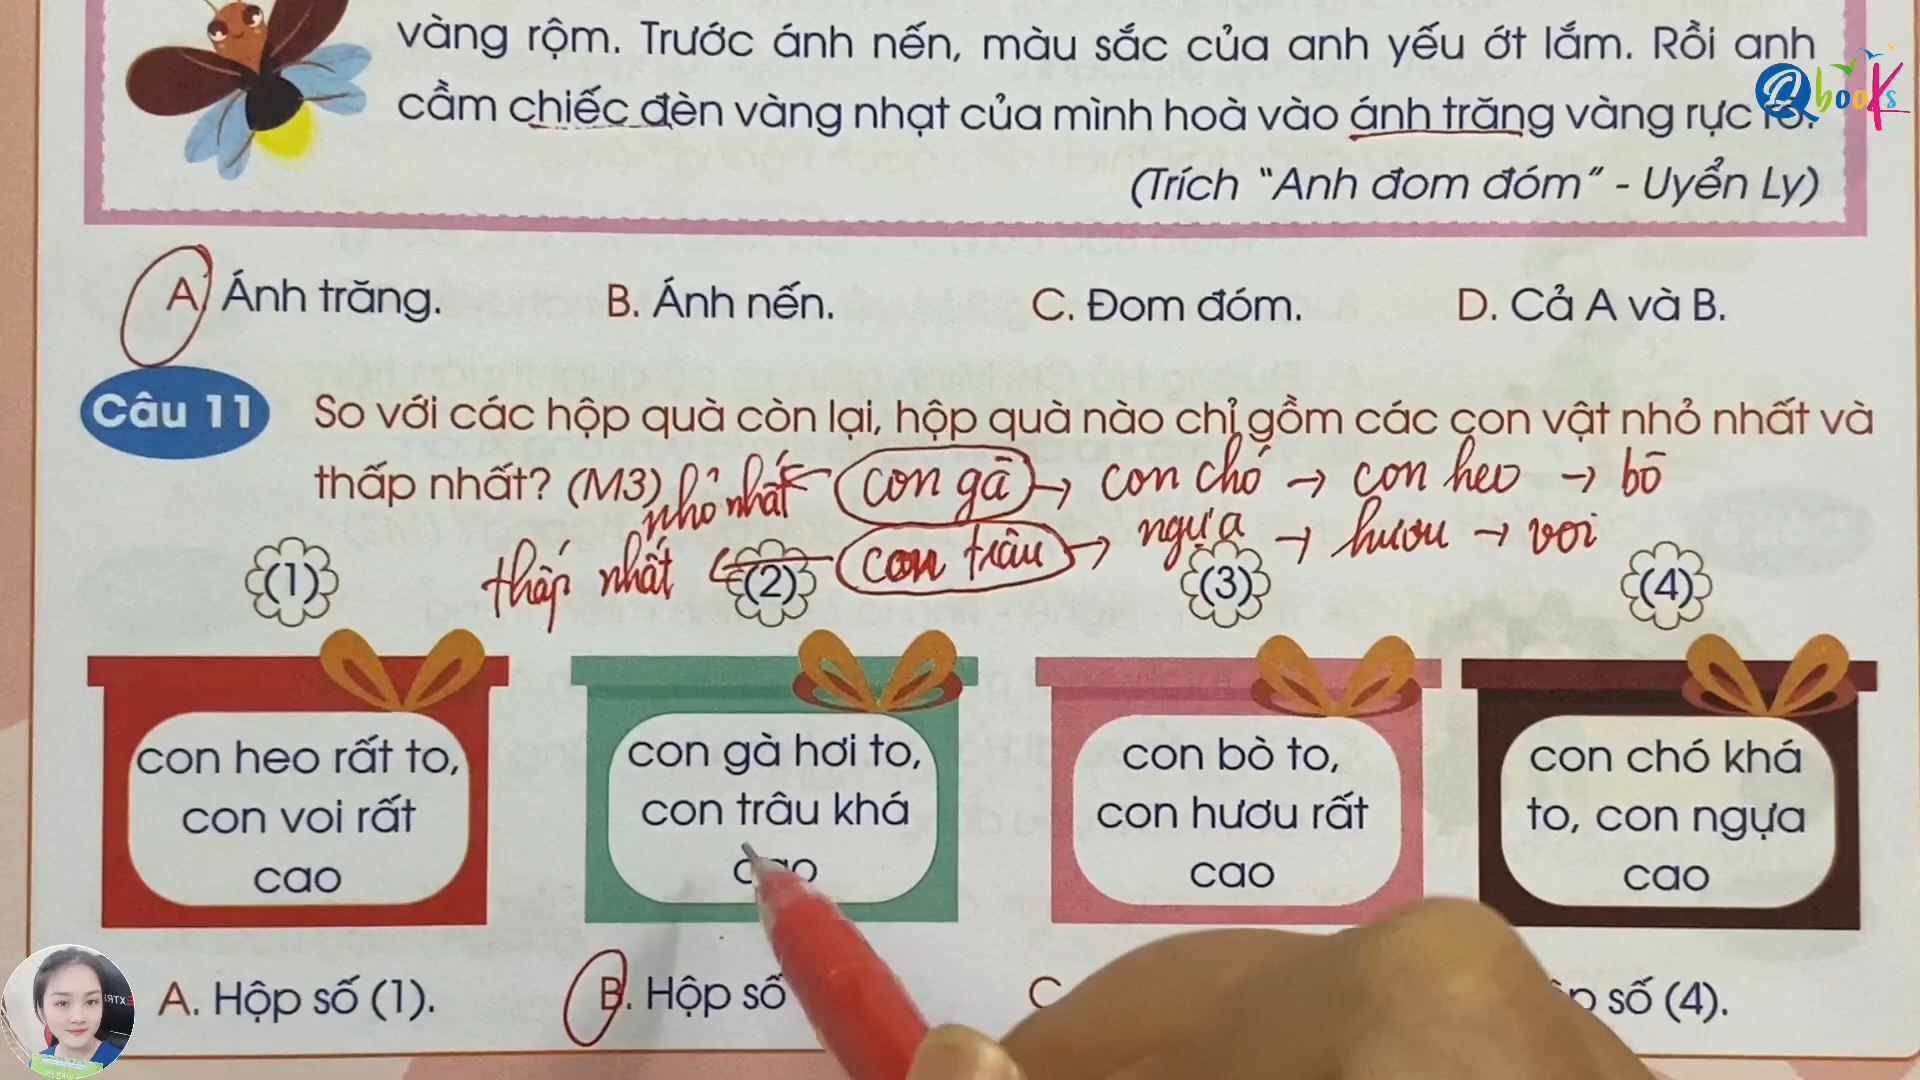 vàng rộm. Trước ánh nến, màu sắc của anh yếu ớt lắm. Rồi anh
cầm chiếc đèn vàng nhạt của mình hoà vào ánh trăng vàng rực rỡ.
(Trích “Anh đom đóm” - Uyển Ly)
Qbooks
A. Ánh trăng. B. Ánh nến. C. Đom đóm. D. Cả A và B.
Câu 11 So với các hộp quà còn lại, hộp quà nào chỉ gồm các con vật nhỏ nhất và
thấp nhất? (M3) nhỏ nhất ← con gà → con chó → con heo → bò
thấp nhất ← con trâu → ngựa → hươu → voi
(1) (2) (3) (4)
con heo rất to,
con voi rất
cao
con gà hơi to,
con trâu khá
cao
con bò to,
con hươu rất
cao
con chó khá
to, con ngựa
cao
A. Hộp số (1). B. Hộp số C số (4).